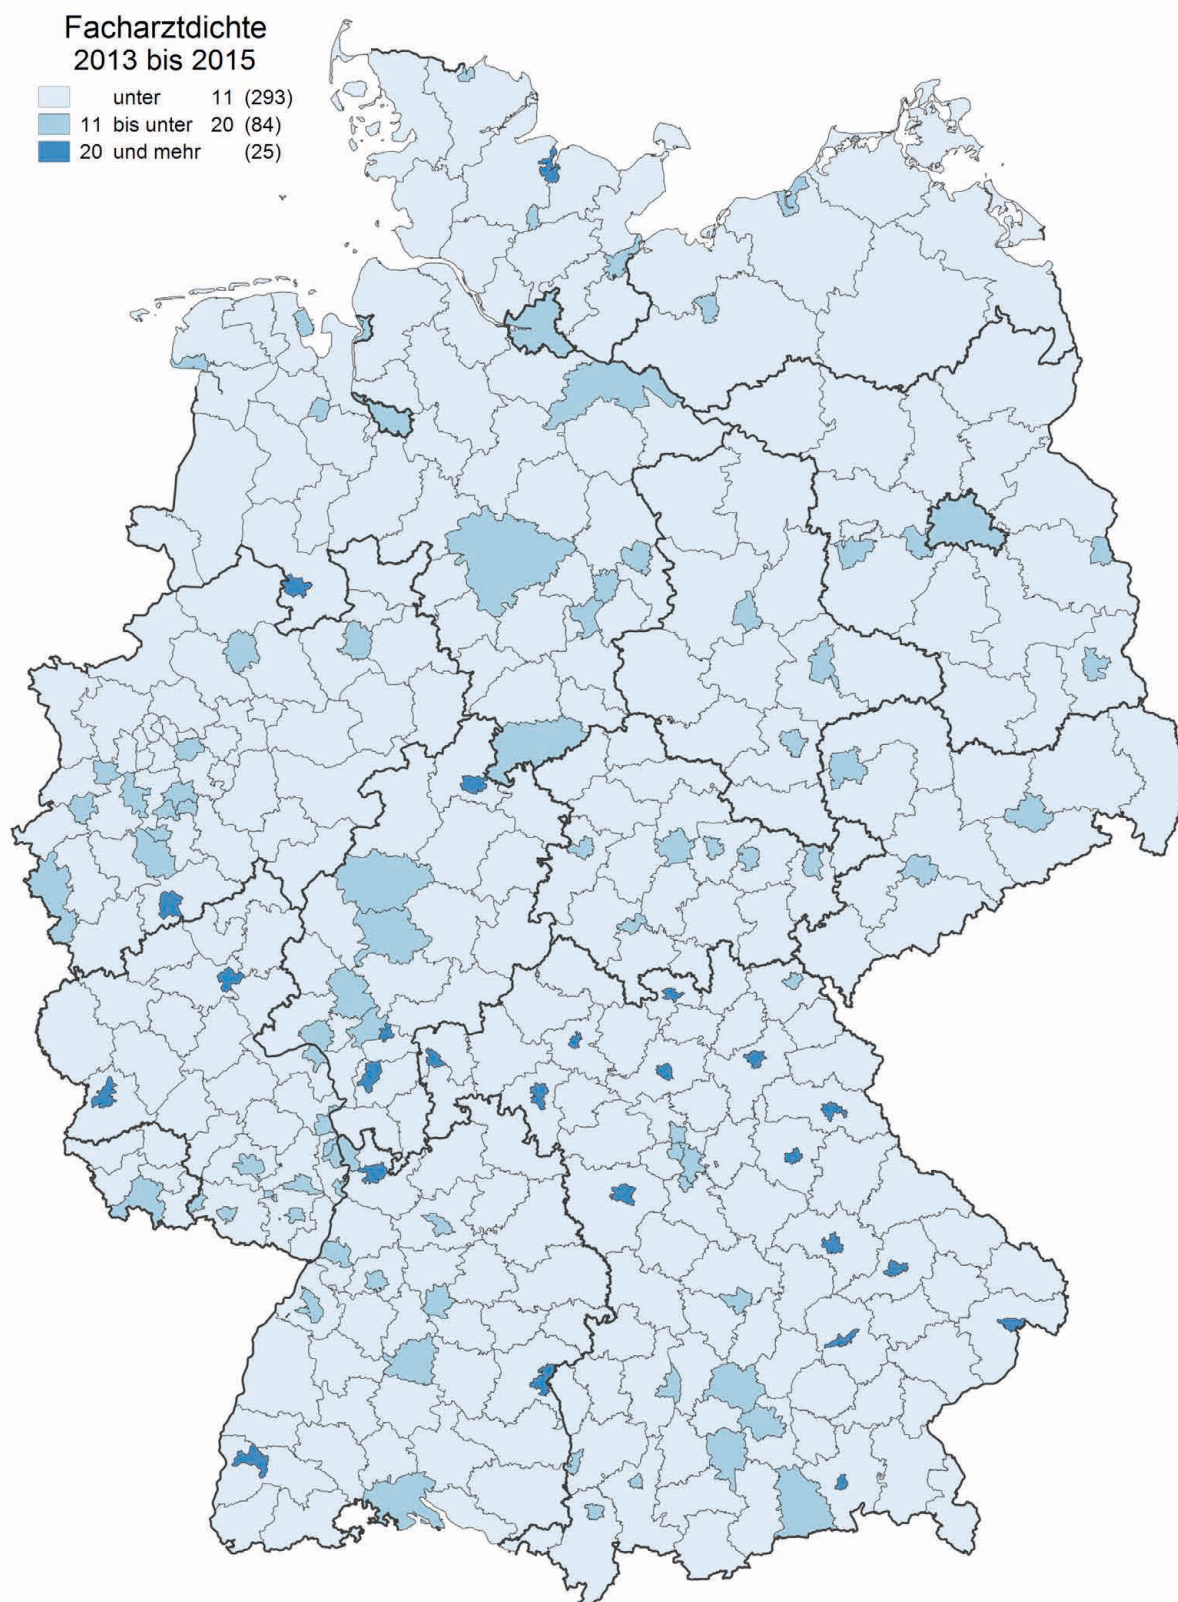 Facharztdichte
2013 bis 2015
unter 11 (293)
11 bis unter 20 (84)
20 und mehr (25)